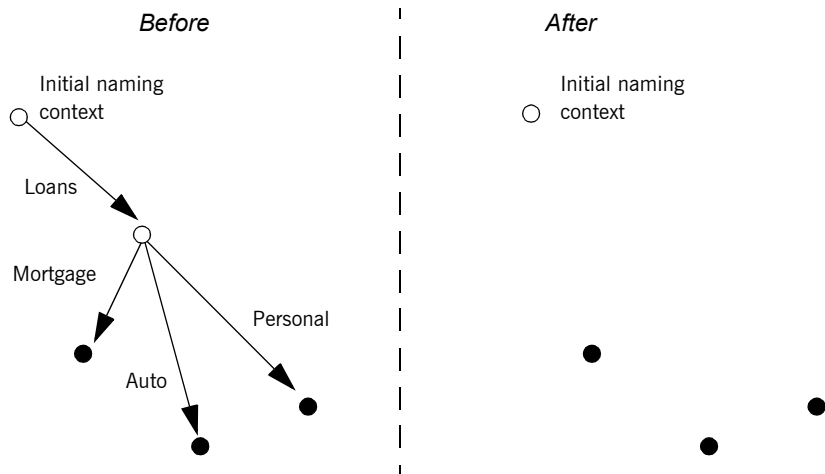 Before
After
Initial naming
context
Initial naming
context
Loans
Mortgage
Personal
Auto